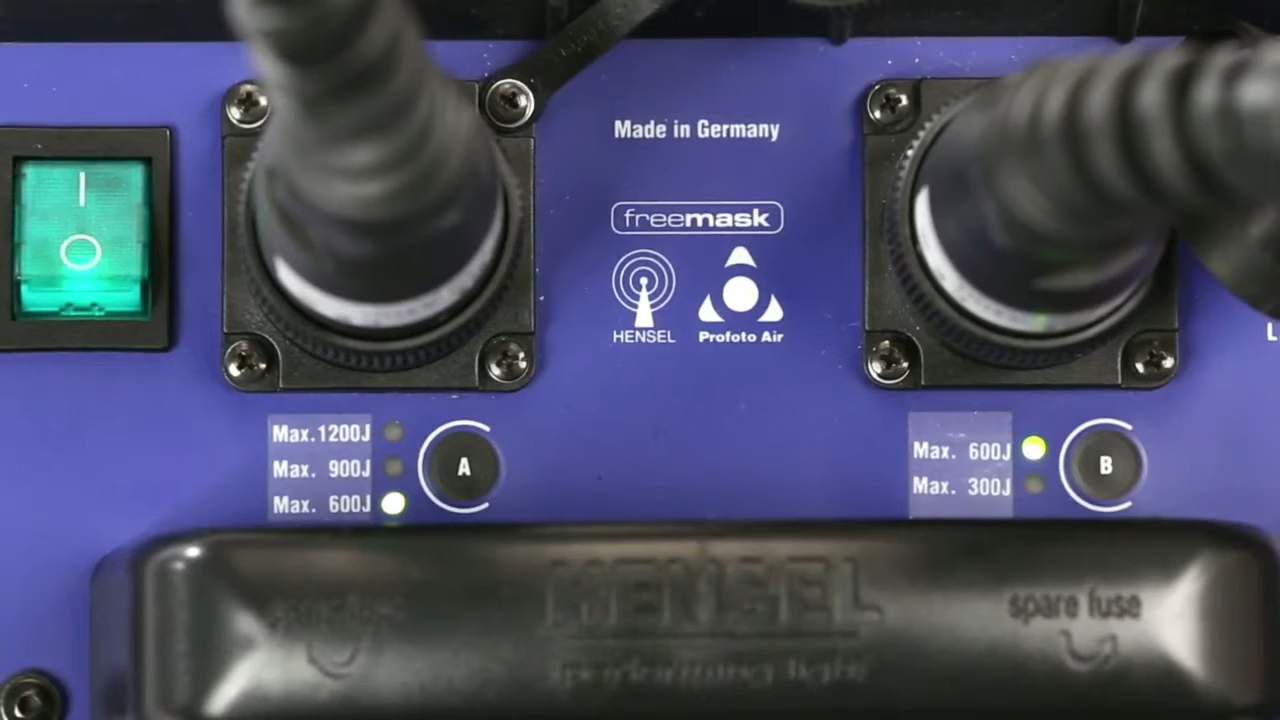 Made in Germany
freemask
HENSEL
Profoto Air
L
Max. 1200J
Max. 900J
Max. 600J
A
Max. 600J
Max. 300J
B
HENSEL
spare fuse